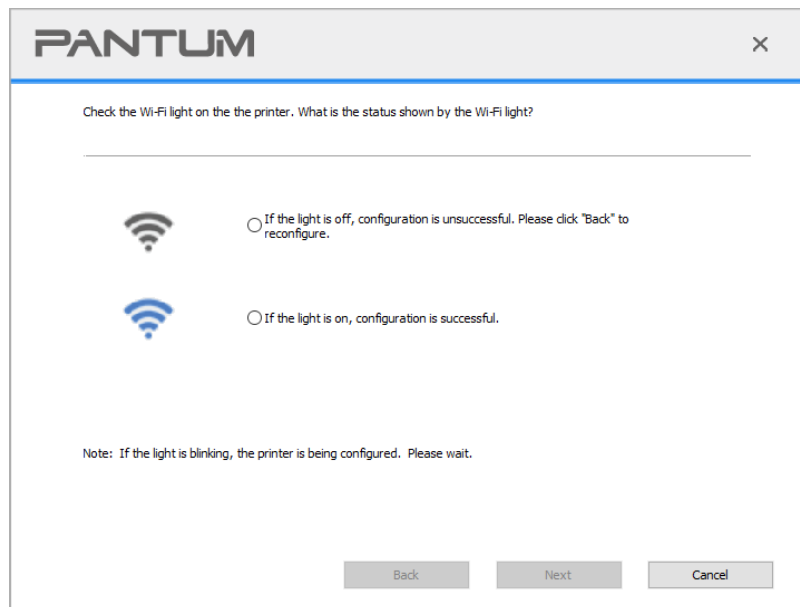 PANTUM
Check the Wi-Fi light on the the printer. What is the status shown by the Wi-Fi light?
If the light is off, configuration is unsuccessful. Please click "Back" to
reconfigure.
If the light is on, configuration is successful.
Note: If the light is blinking, the printer is being configured. Please wait.
Back
Next
Cancel